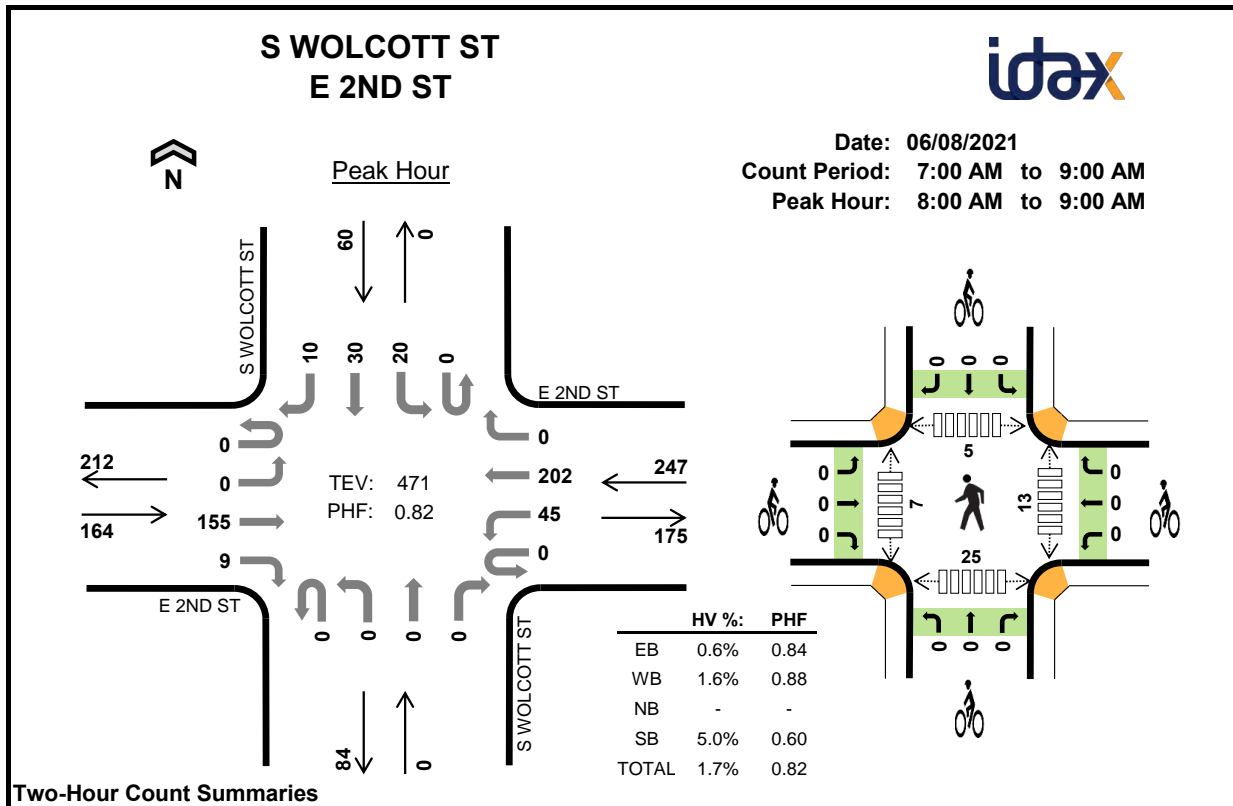 S WOLCOTT ST
E 2ND ST
idax
Date: 06/08/2021
Count Period: 7:00 AM to 9:00 AM
Peak Hour: 8:00 AM to 9:00 AM
N
Peak Hour
60
0
S WOLCOTT ST
10
30
20
0
E 2ND ST
0
0
212
0
202
247
TEV: 471
PHF: 0.82
164
155
45
175
9
0
E 2ND ST
0
0
0
0
S WOLCOTT ST
84
0
HV %: PHF
EB 0.6% 0.84
WB 1.6% 0.88
NB - -
SB 5.0% 0.60
TOTAL 1.7% 0.82
0 0 0
5
0
0
0
7
13
0
0
0
25
0 0 0
Two-Hour Count Summaries